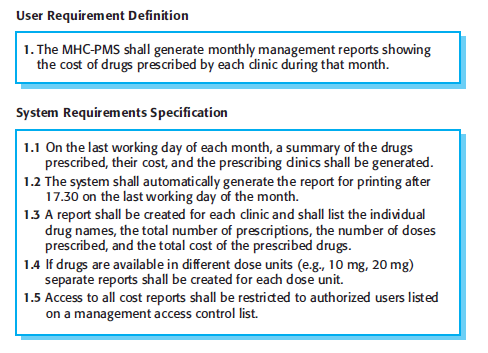 User Requirement Definition
1. The MHC-PMS shall generate monthly management reports showing
the cost of drugs prescribed by each clinic during that month.
System Requirements Specification
1.1 On the last working day of each month, a summary of the drugs
prescribed, their cost, and the prescribing clinics shall be generated.
1.2 The system shall automatically generate the report for printing after
17.30 on the last working day of the month.
1.3 A report shall be created for each clinic and shall list the individual
drug names, the total number of prescriptions, the number of doses
prescribed, and the total cost of the prescribed drugs.
1.4 If drugs are available in different dose units (e.g., 10 mg, 20 mg)
separate reports shall be created for each dose unit.
1.5 Access to all cost reports shall be restricted to authorized users listed
on a management access control list.